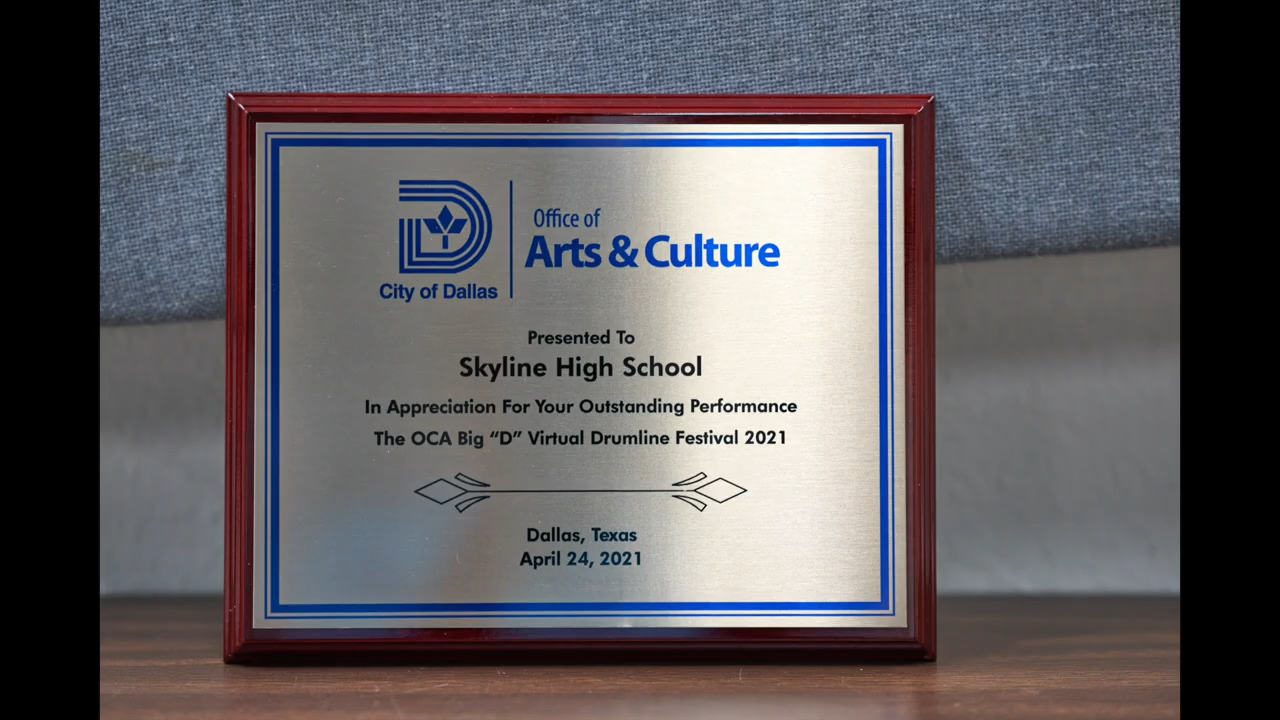 Office of
Arts & Culture
City of Dallas
Presented To
Skyline High School
In Appreciation For Your Outstanding Performance
The OCA Big “D” Virtual Drumline Festival 2021
Dallas, Texas
April 24, 2021